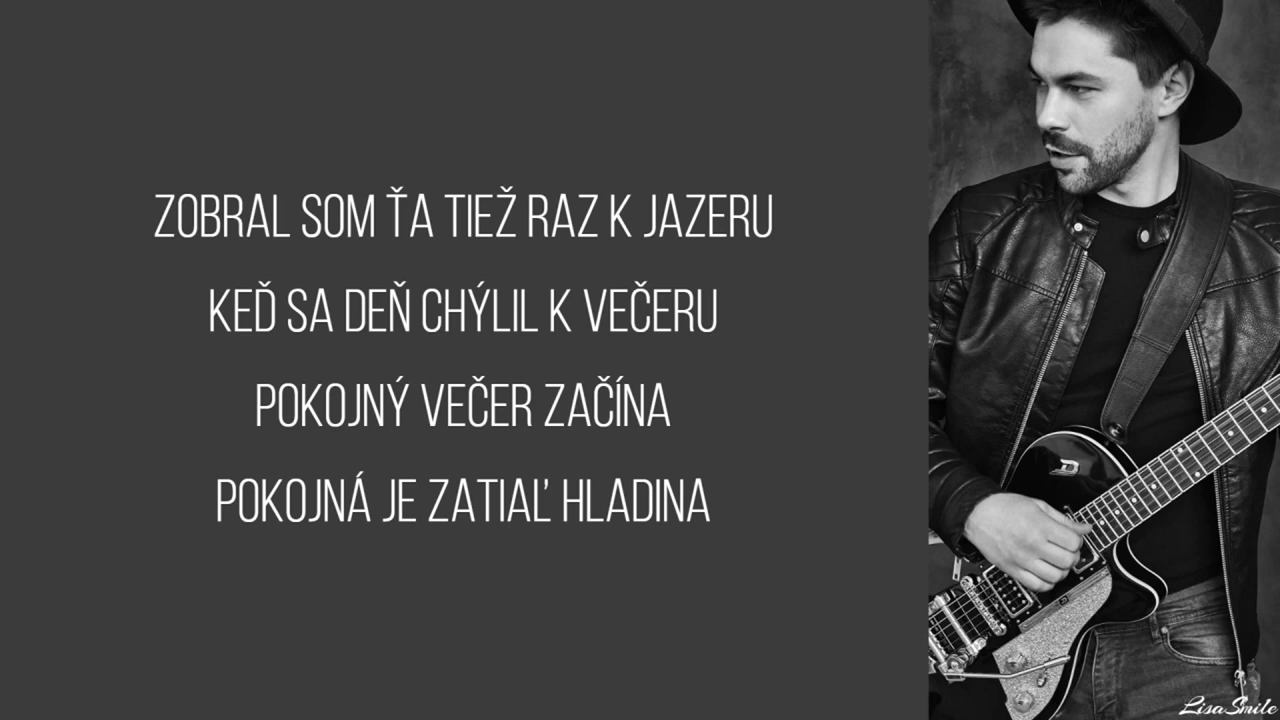 ZOBRAL SOM ŤA TIEŽ RAZ K JAZERU
KEĎ SA DEŇ CHÝLIL K VEČERU
POKOJNÝ VEČER ZAČÍNA
POKOJNÁ JE ZATIAĽ HLADINA
D
LisaSmile